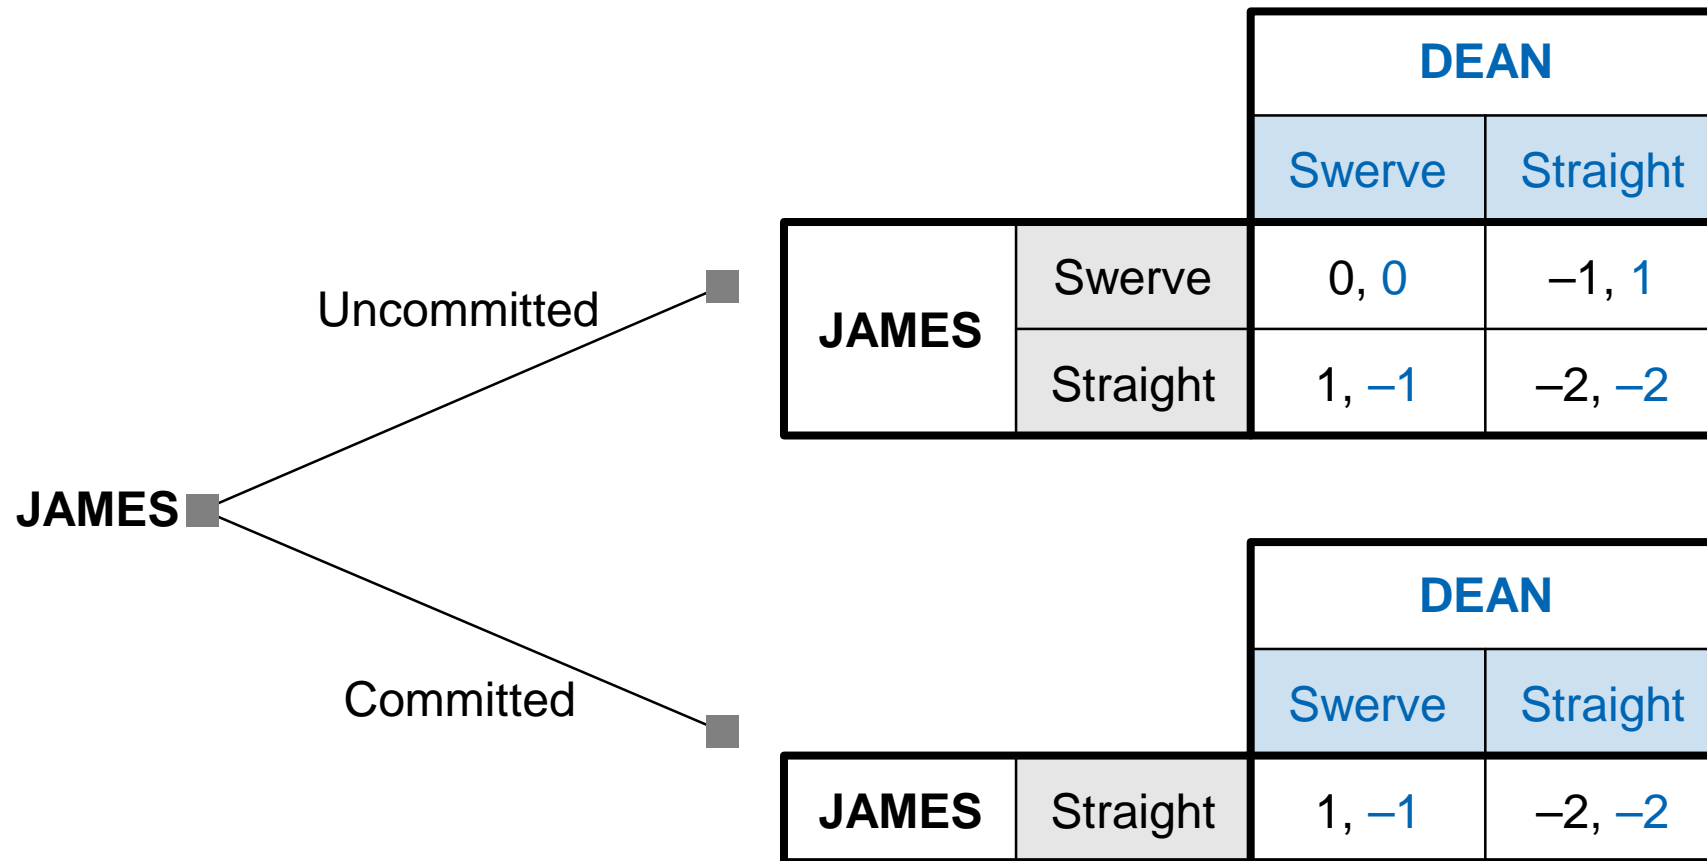 DEAN
Swerve Straight
Uncommitted
JAMES Swerve 0, 0 –1, 1
Straight 1, –1 –2, –2
JAMES
DEAN
Committed
Swerve Straight
JAMES Straight 1, –1 –2, –2